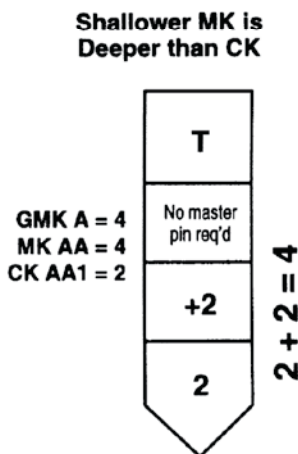 Shallower MK is
Deeper than CK
T
GMK A = 4
MK AA = 4
CK AA1 = 2
No master
pin req'd
+2
2
2 + 2 = 4